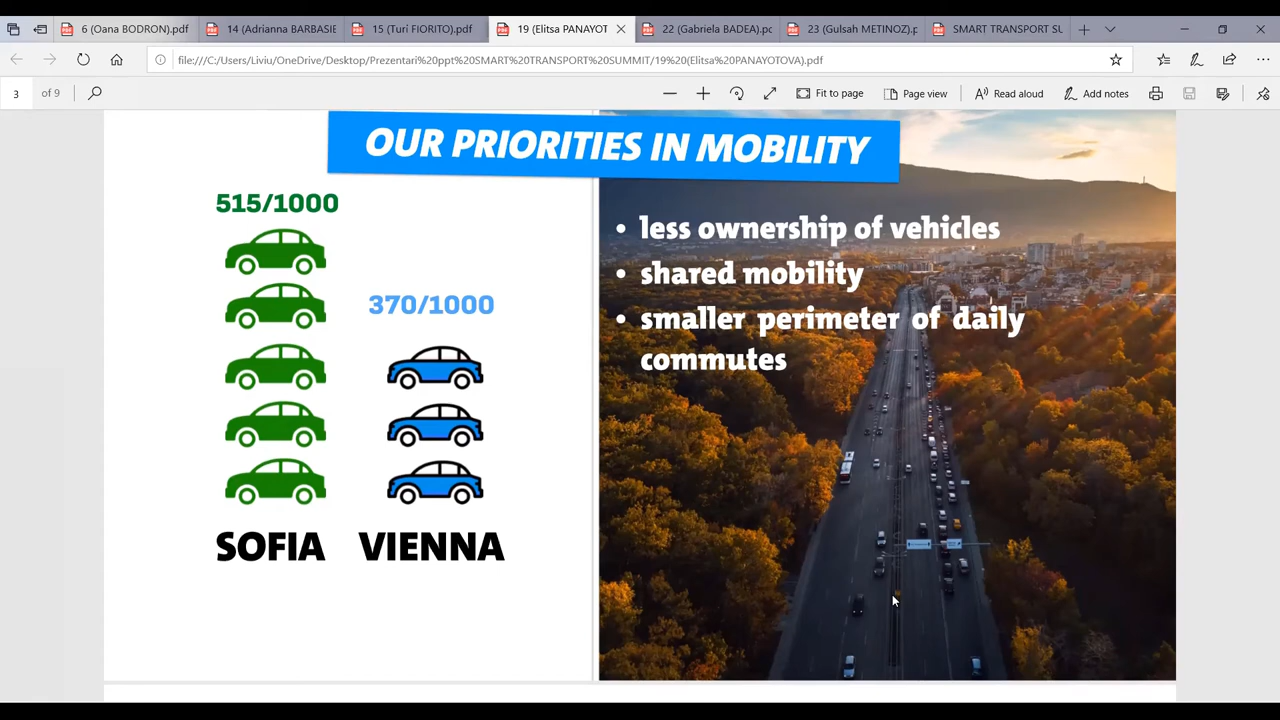 6 (Oana BODRON).pdf
14 (Adrianna BARBASIE
15 (Turi FIORITO).pdf
19 (Elitsa PANAYOT
22 (Gabriela BADEA).pc
23 (Gulsah METINOZ).p
SMART TRANSPORT SU
file:///C:/Users/Liviu/OneDrive/Desktop/Prezentari%20ppt%20SMART%20TRANSPORT%20SUMMIT/19%20(Elitsa%20PANAYOTOVA).pdf
3 of 9
Fit to page
Page view
Read aloud
Add notes
OUR PRIORITIES IN MOBILITY
515/1000
370/1000
SOFIA VIENNA
• less ownership of vehicles
• shared mobility
• smaller perimeter of daily
commutes